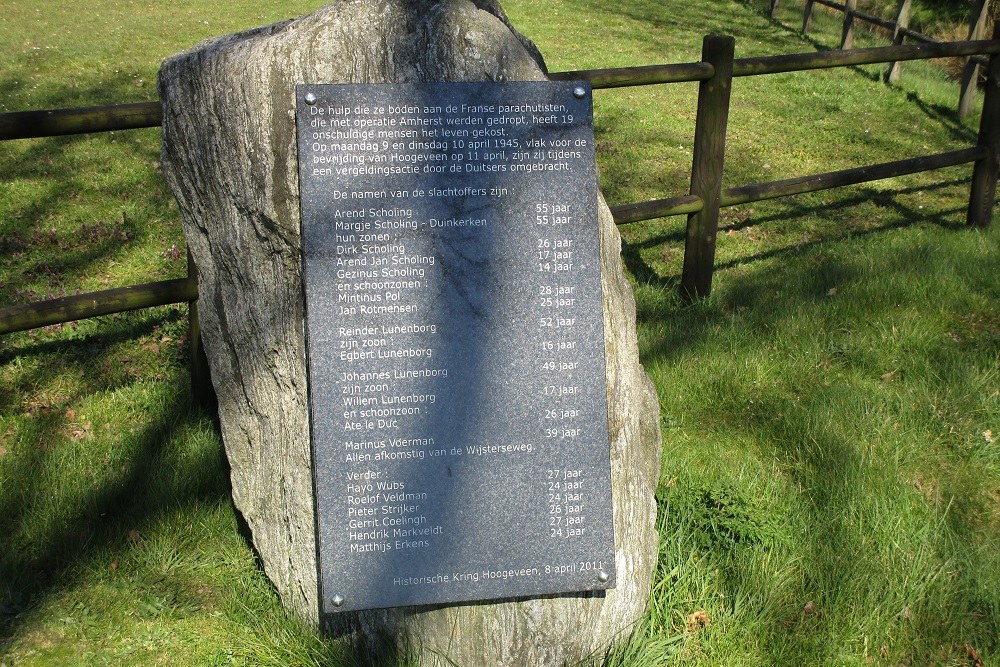 De hulp die ze boden aan de Franse parachutisten,
die met operatie Amherst werden gedropt, heeft 19
onschuldige mensen het leven gekost.
Op maandag 9 en dinsdag 10 april 1945, vlak voor de
bevrijding van Hoogeveen op 11 april, zijn zij tijdens
een vergeldingsactie door de Duitsers omgebracht.
De namen van de slachtoffers zijn :
Arend Scholing 55 jaar
Margje Scholing - Duinkerken 55 jaar
hun zonen :
Dirk Scholing 26 jaar
Arend Jan Scholing 17 jaar
Gezinus Scholing 14 jaar
en schoonzonen :
Mintinus Pol 28 jaar
Jan Rotmensen 25 jaar
Reinder Lunenborg 52 jaar
zijn zoon :
Egbert Lunenborg 16 jaar
Johannes Lunenborg 49 jaar
zijn zoon
Willem Lunenborg 17 jaar
en schoonzoon :
Ate le Duc 26 jaar
Marinus Vderman 39 jaar
Allen afkomstig van de Wijsterseweg.
Verder :
Hayo Wubs 27 jaar
Roelof Veldman 24 jaar
Pieter Strijker 24 jaar
Gerrit Coelingh 26 jaar
Hendrik Markveldt 27 jaar
Matthijs Erkens 24 jaar
Historische Kring Hoogeveen, 8 april 2011